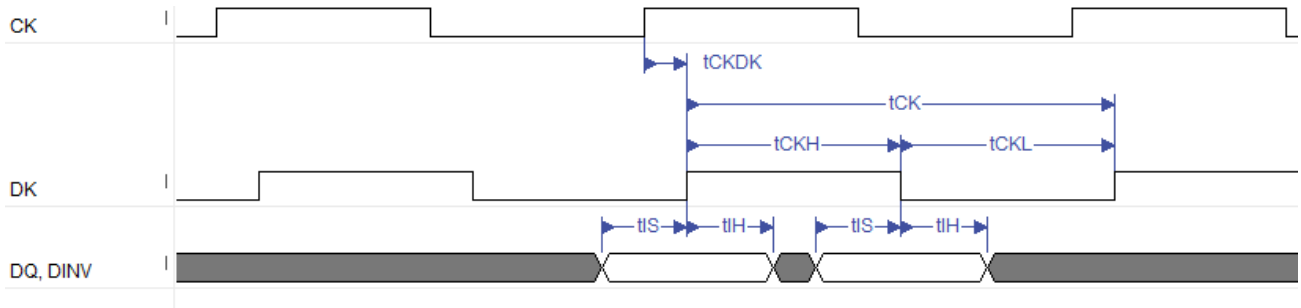 CK
tCKDK
tCK
tCKH tCKL
DK
tIS tIH tIS tIH
DQ, DINV